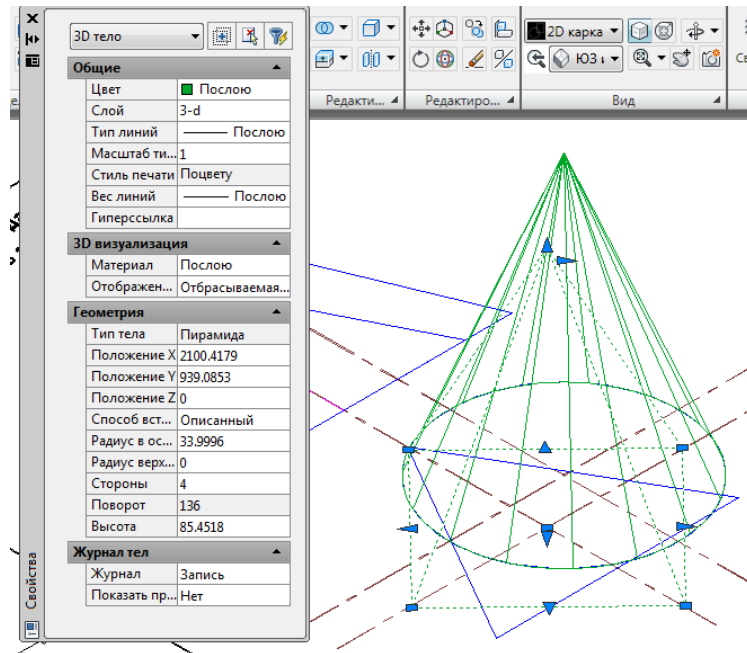 3D тело
2D карка
ЮЗ и
Редакти...
Редактиро...
Вид
Общие
Цвет Послою
Слой 3-d
Тип линий Послою
Масштаб ти... 1
Стиль печати Поцвету
Вес линий Послою
Гиперссылка
3D визуализация
Материал Послою
Отображен... Отбрасываемая...
Геометрия
Тип тела Пирамида
Положение X 2100.4179
Положение Y 939.0853
Положение Z 0
Способ вст... Описанный
Радиус в ос... 33.9996
Радиус верх... 0
Стороны 4
Поворот 136
Высота 85.4518
Журнал тел
Журнал Запись
Показать пр... Нет
Свойства